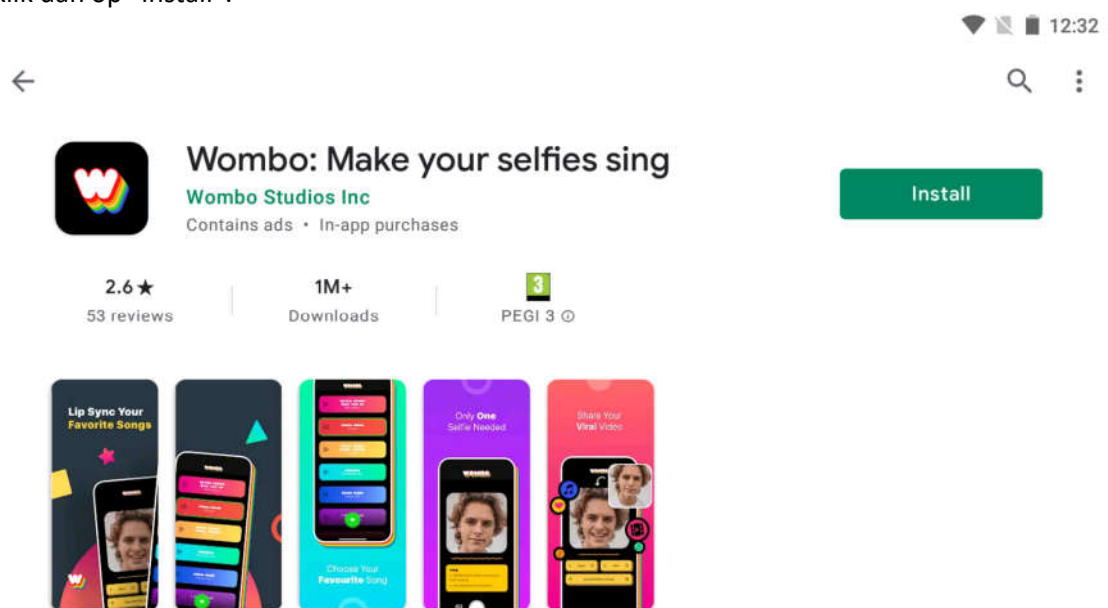 12:32
Wombo: Make your selfies sing
Wombo Studios Inc
Contains ads • In-app purchases
Install
2.6★
53 reviews
1M+
Downloads
3
PEGI 3
Lip Sync Your
Favorite Songs
Choose Your
Favourite Song
Only One
Selfie Needed
WOMBO
Share Your
Viral Video